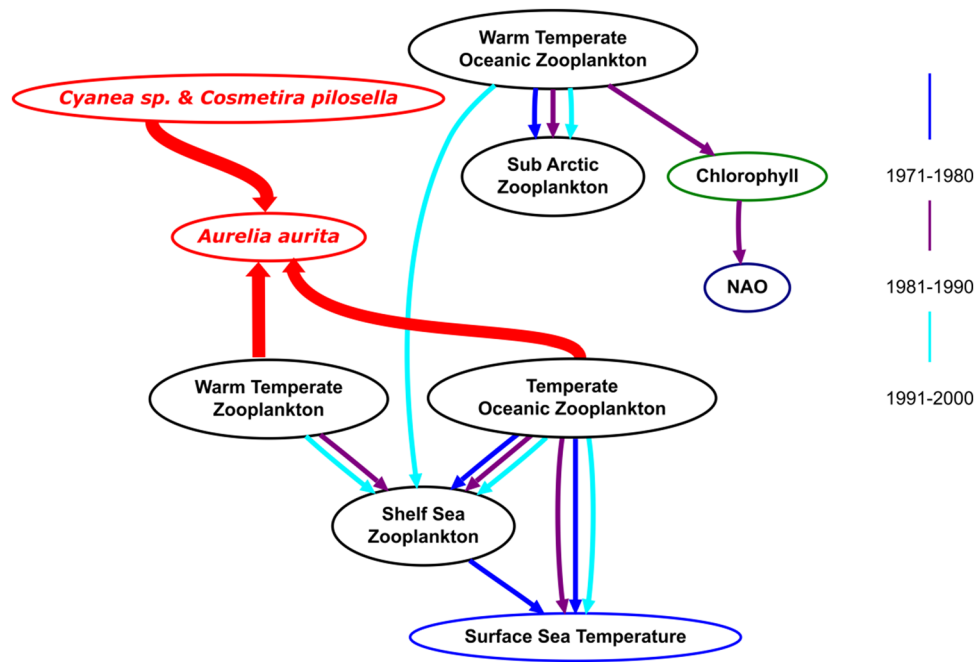 Warm Temperate
Oceanic Zooplankton
Cyanea sp. & Cosmetira pilosella
Sub Arctic
Zooplankton
Chlorophyll
1971-1980
Aurelia aurita
NAO
1981-1990
Warm Temperate
Zooplankton
Temperate
Oceanic Zooplankton
1991-2000
Shelf Sea
Zooplankton
Surface Sea Temperature